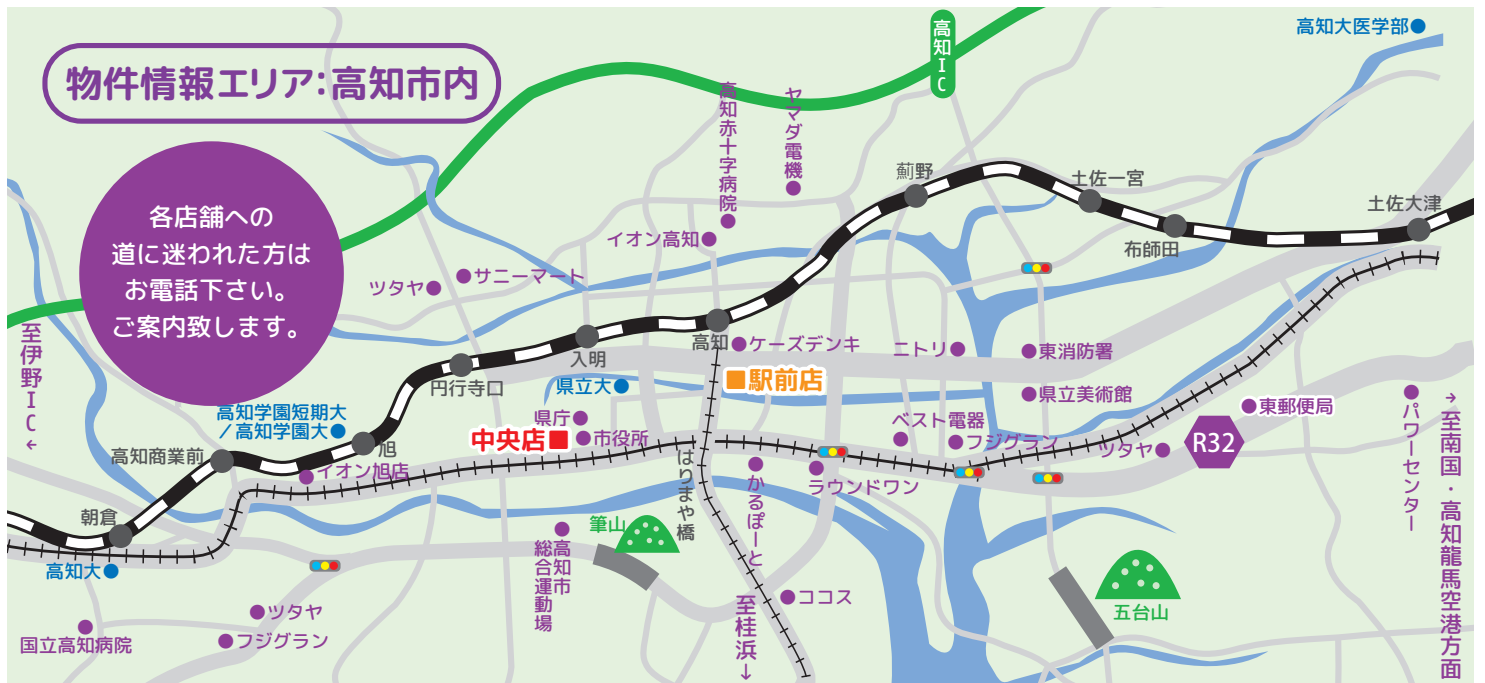 物件情報エリア:高知市内
各店舗への
道に迷われた方は
お電話下さい。
ご案内致します。
高知IC
高知大医学部
高知赤十字病院
ヤマダ電機
薊野
土佐一宮
土佐大津
布師田
イオン高知
サニーマート
ツタヤ
至伊野IC←
高知
ケーズデンキ
ニトリ
東消防署
入明
円行寺口
県立大
駅前店
県立美術館
東郵便局
パワーセンター
→至南国・高知龍馬空港方面
高知学園短期大
/高知学園大
県庁
中央店
市役所
ベスト電器
フジグラン
ツタヤ
R32
旭
高知商業前
イオン旭店
はりまや橋
かるぽーと
ラウンドワン
朝倉
筆山
高知市
総合運動場
高知大
ツタヤ
フジグラン
国立高知病院
ココス
至桂浜→
五台山